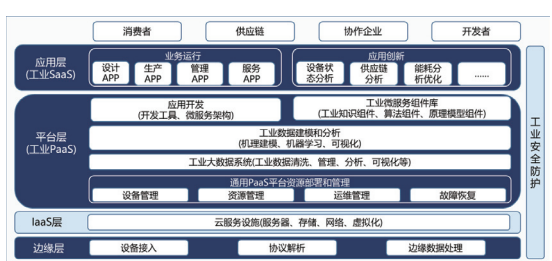 消费者 供应链 协作企业 开发者
应用层
(工业SaaS)
业务运行
设计
APP
生产
APP
管理
APP
服务
APP
应用创新
设备状
态分析
供应链
分析
能耗分
析优化
……
平台层
(工业PaaS)
应用开发
(开发工具、微服务架构)
工业微服务组件库
(工业知识组件、算法组件、原理模型组件)
工业数据建模和分析
(机理建模、机器学习、可视化)
工业大数据系统(工业数据清洗、管理、分析、可视化等)
通用PaaS平台资源部署和管理
设备管理 资源管理 运维管理 故障恢复
IaaS层
云服务设施(服务器、存储、网络、虚拟化)
边缘层
设备接入 协议解析 边缘数据处理
工业安全防护